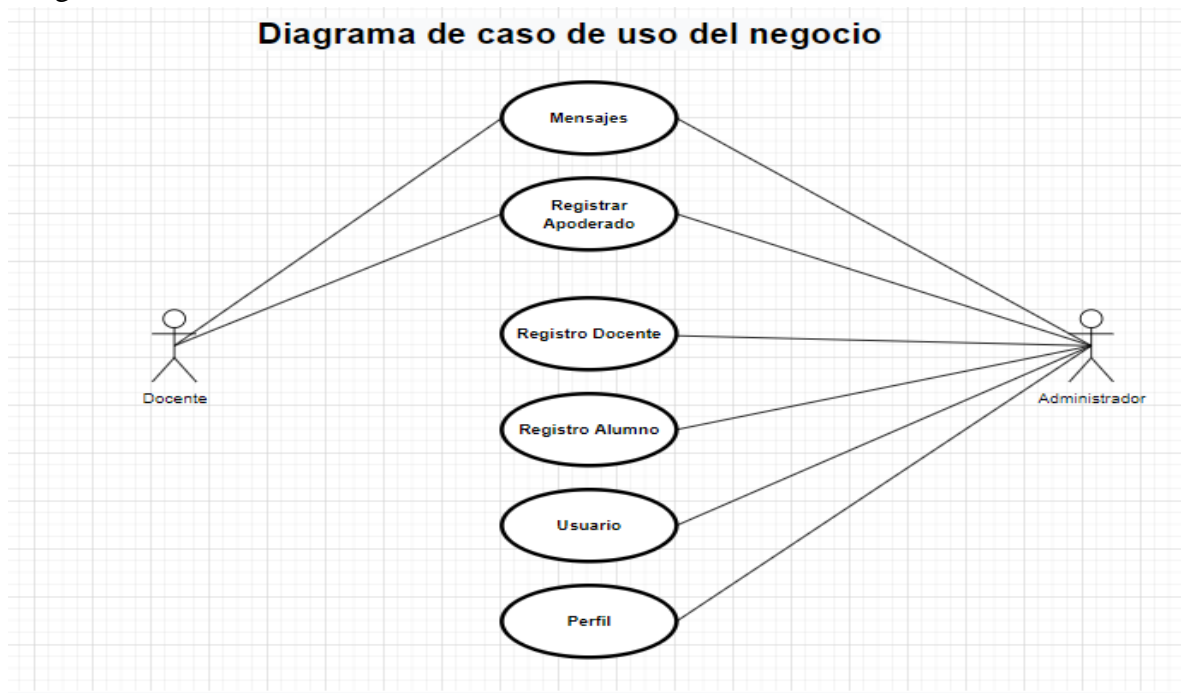 Diagrama de caso de uso del negocio
Mensajes
Registrar
Apoderado
Registro Docente
Docente
Administrador
Registro Alumno
Usuario
Perfil